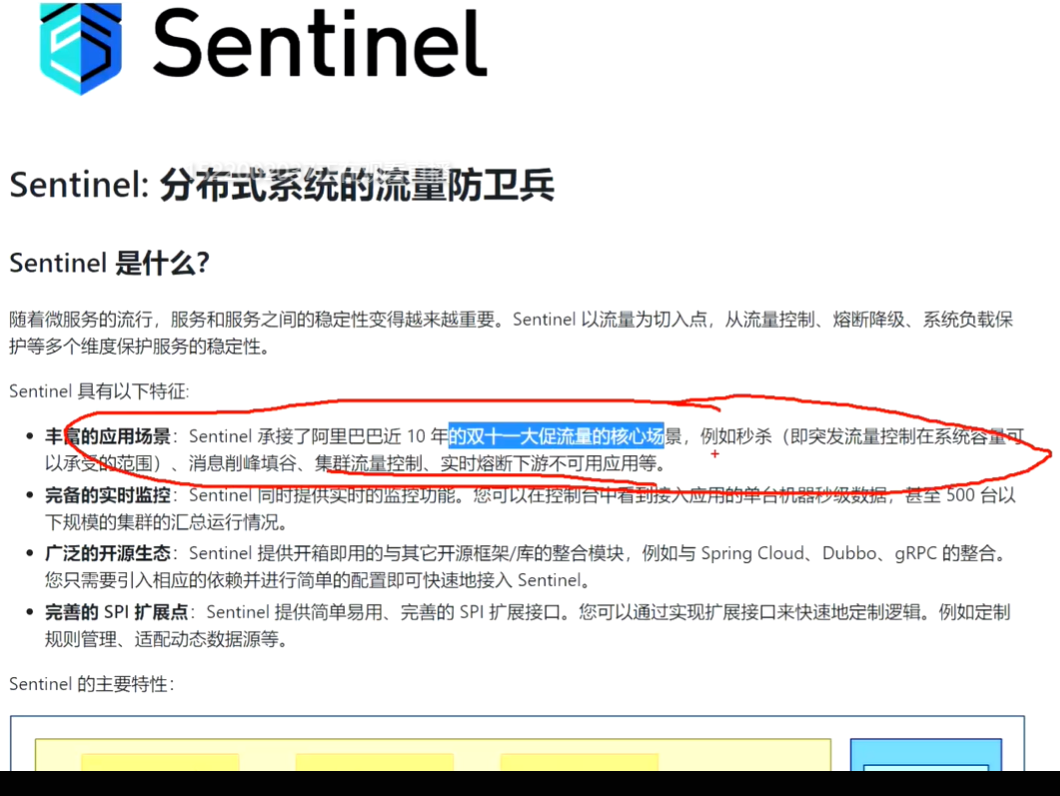 Sentinel
Sentinel: 分布式系统的流量防卫兵
Sentinel 是什么?
随着微服务的流行，服务和服务之间的稳定性变得越来越重要。Sentinel 以流量为切入点，从流量控制、熔断降级、系统负载保
护等多个维度保护服务的稳定性。
Sentinel 具有以下特征:
丰富的应用场景：Sentinel 承接了阿里巴巴近 10 年的双十一大促流量的核心场景，例如秒杀（即突发流量控制在系统容量可
以承受的范围）、消息削峰填谷、集群流量控制、实时熔断下游不可用应用等。
完备的实时监控：Sentinel 同时提供实时的监控功能。您可以在控制台中看到接入应用的单台机器秒级数据，甚至 500 台以
下规模的集群的汇总运行情况。
广泛的开源生态：Sentinel 提供开箱即用的与其它开源框架/库的整合模块，例如与 Spring Cloud、Dubbo、gRPC 的整合。
您只需要引入相应的依赖并进行简单的配置即可快速地接入 Sentinel。
完善的 SPI 扩展点：Sentinel 提供简单易用、完善的 SPI 扩展接口。您可以通过实现扩展接口来快速地定制逻辑。例如定制
规则管理、适配动态数据源等。
Sentinel 的主要特性：